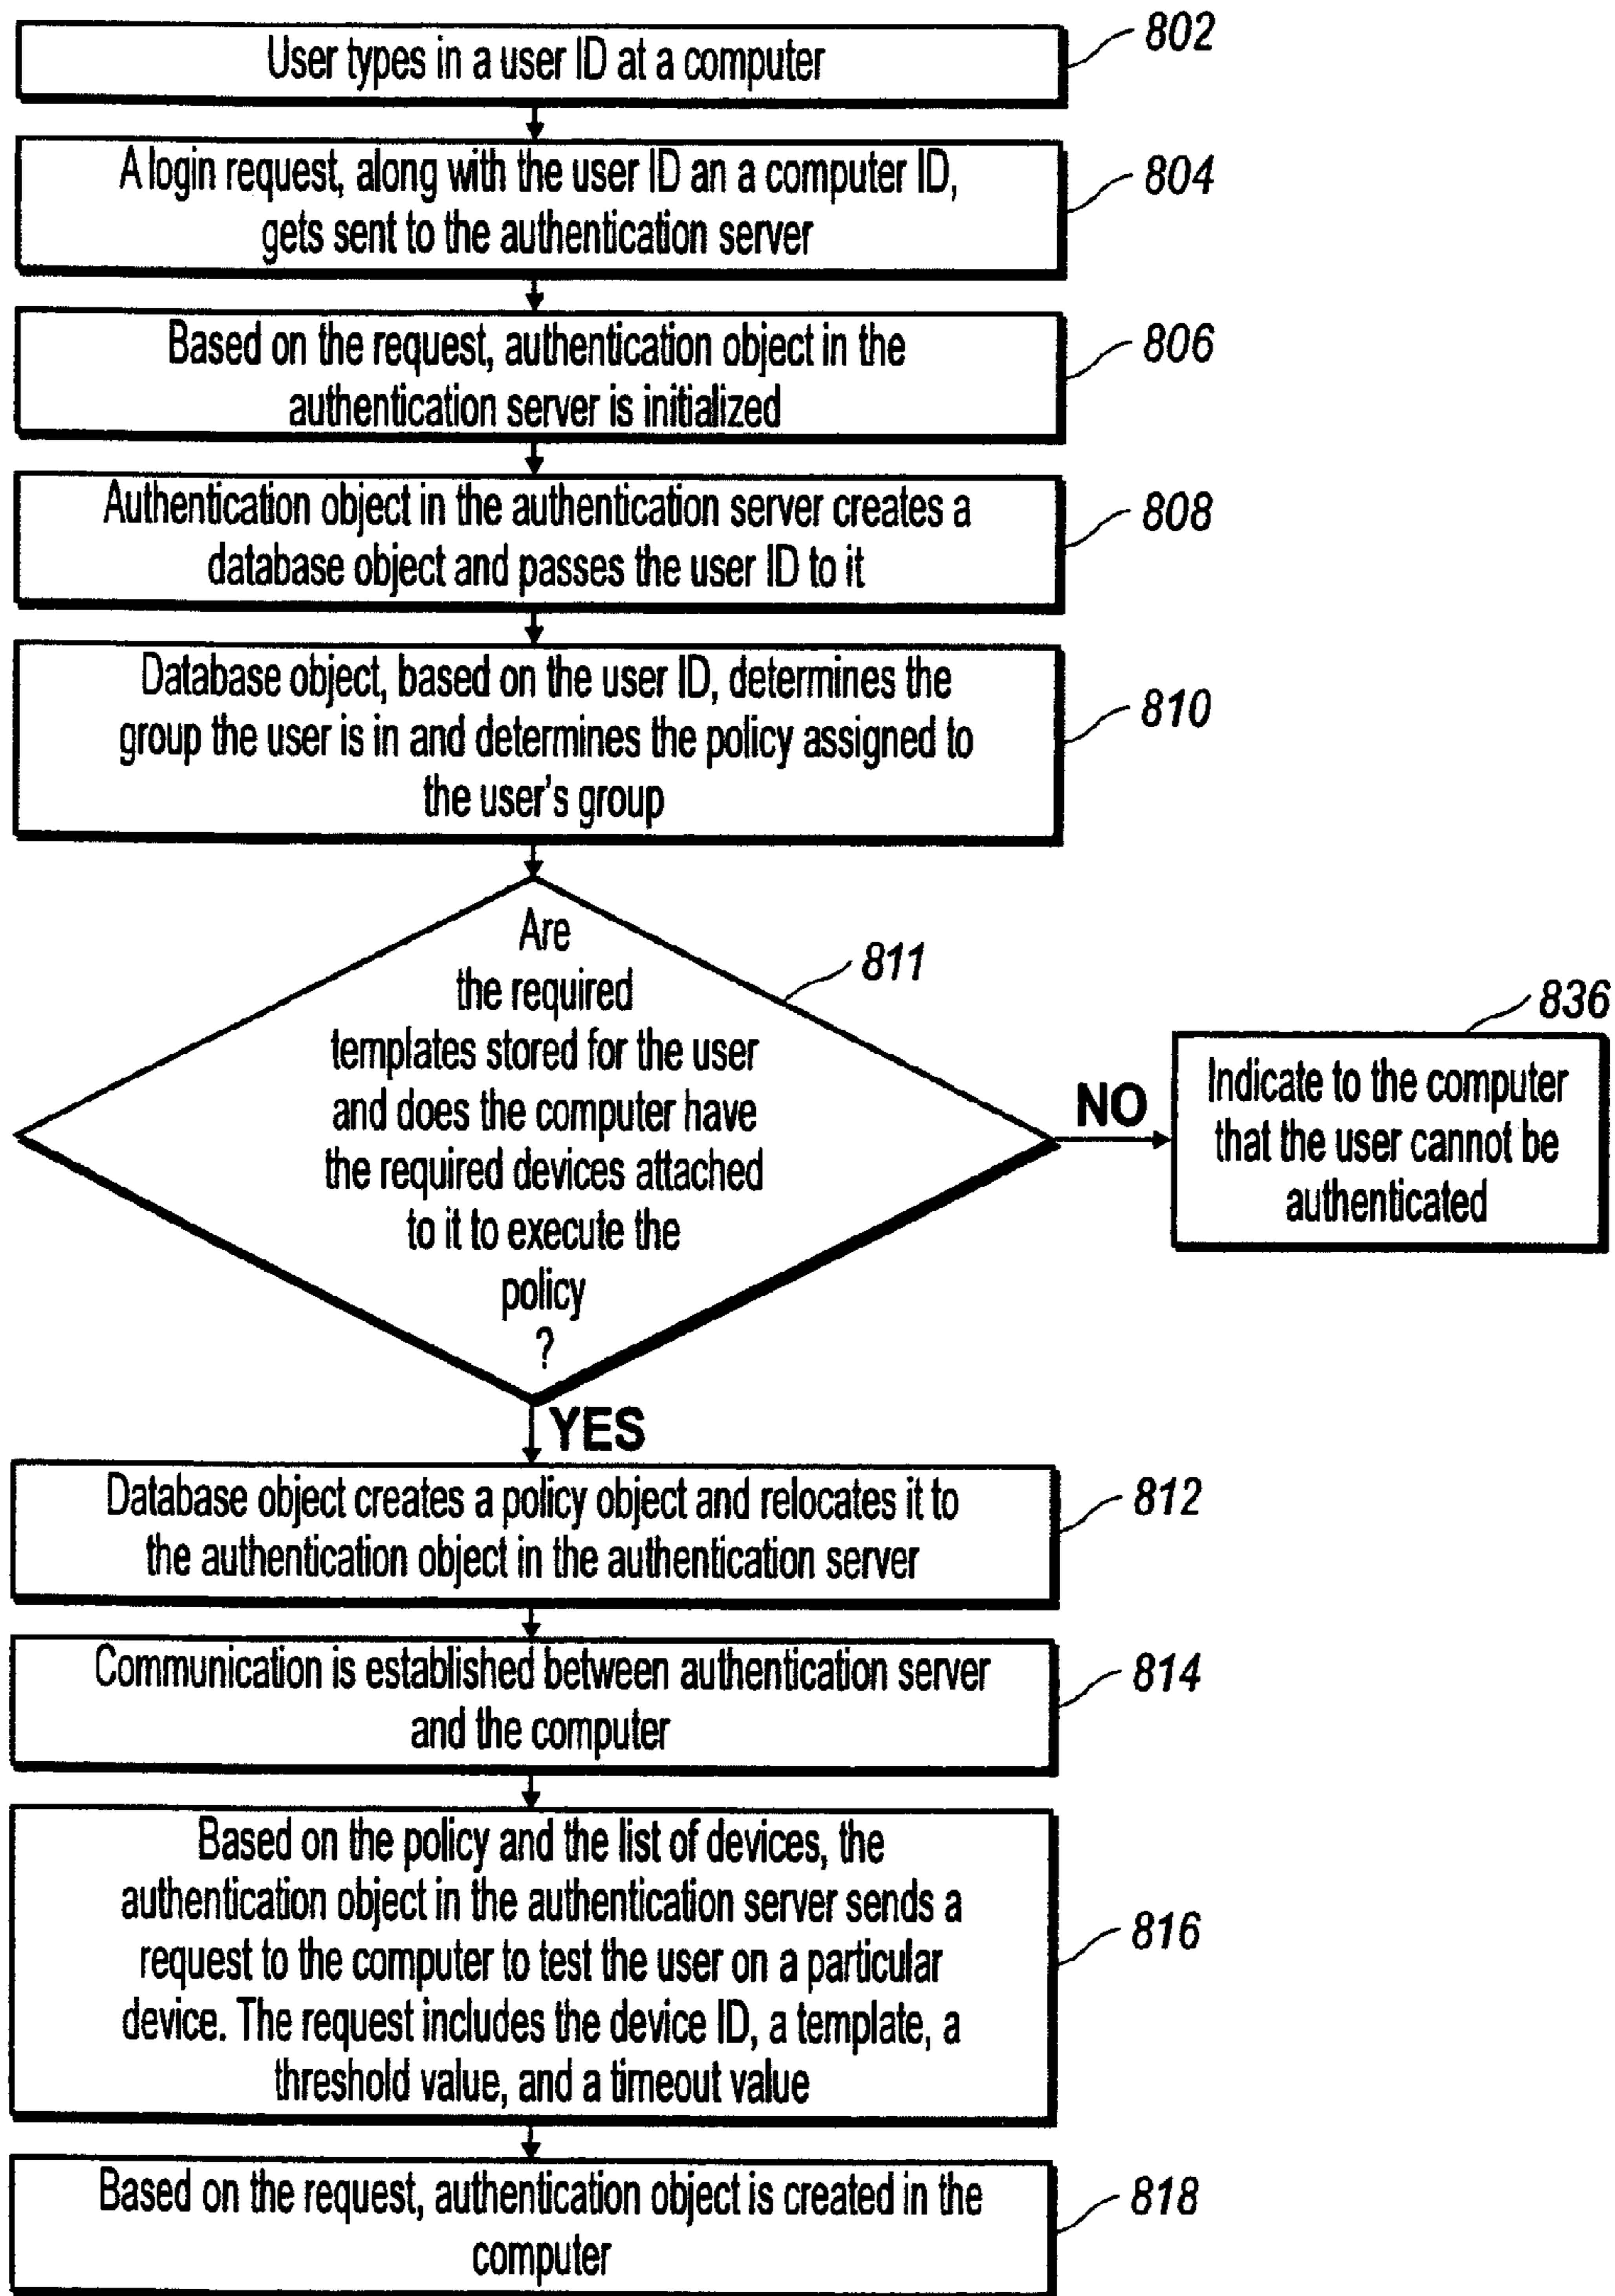 User types in a user ID at a computer
802
A login request, along with the user ID an a computer ID,
gets sent to the authentication server
804
Based on the request, authentication object in the
authentication server is initialized
806
Authentication object in the authentication server creates a
database object and passes the user ID to it
808
Database object, based on the user ID, determines the
group the user is in and determines the policy assigned to
the user's group
810
Are
the required
templates stored for the user
and does the computer have
the required devices attached
to it to execute the
policy
?
811
NO
836
Indicate to the computer
that the user cannot be
authenticated
YES
Database object creates a policy object and relocates it to
the authentication object in the authentication server
812
Communication is established between authentication server
and the computer
814
Based on the policy and the list of devices, the
authentication object in the authentication server sends a
request to the computer to test the user on a particular
device. The request includes the device ID, a template, a
threshold value, and a timeout value
816
Based on the request, authentication object is created in the
computer
818